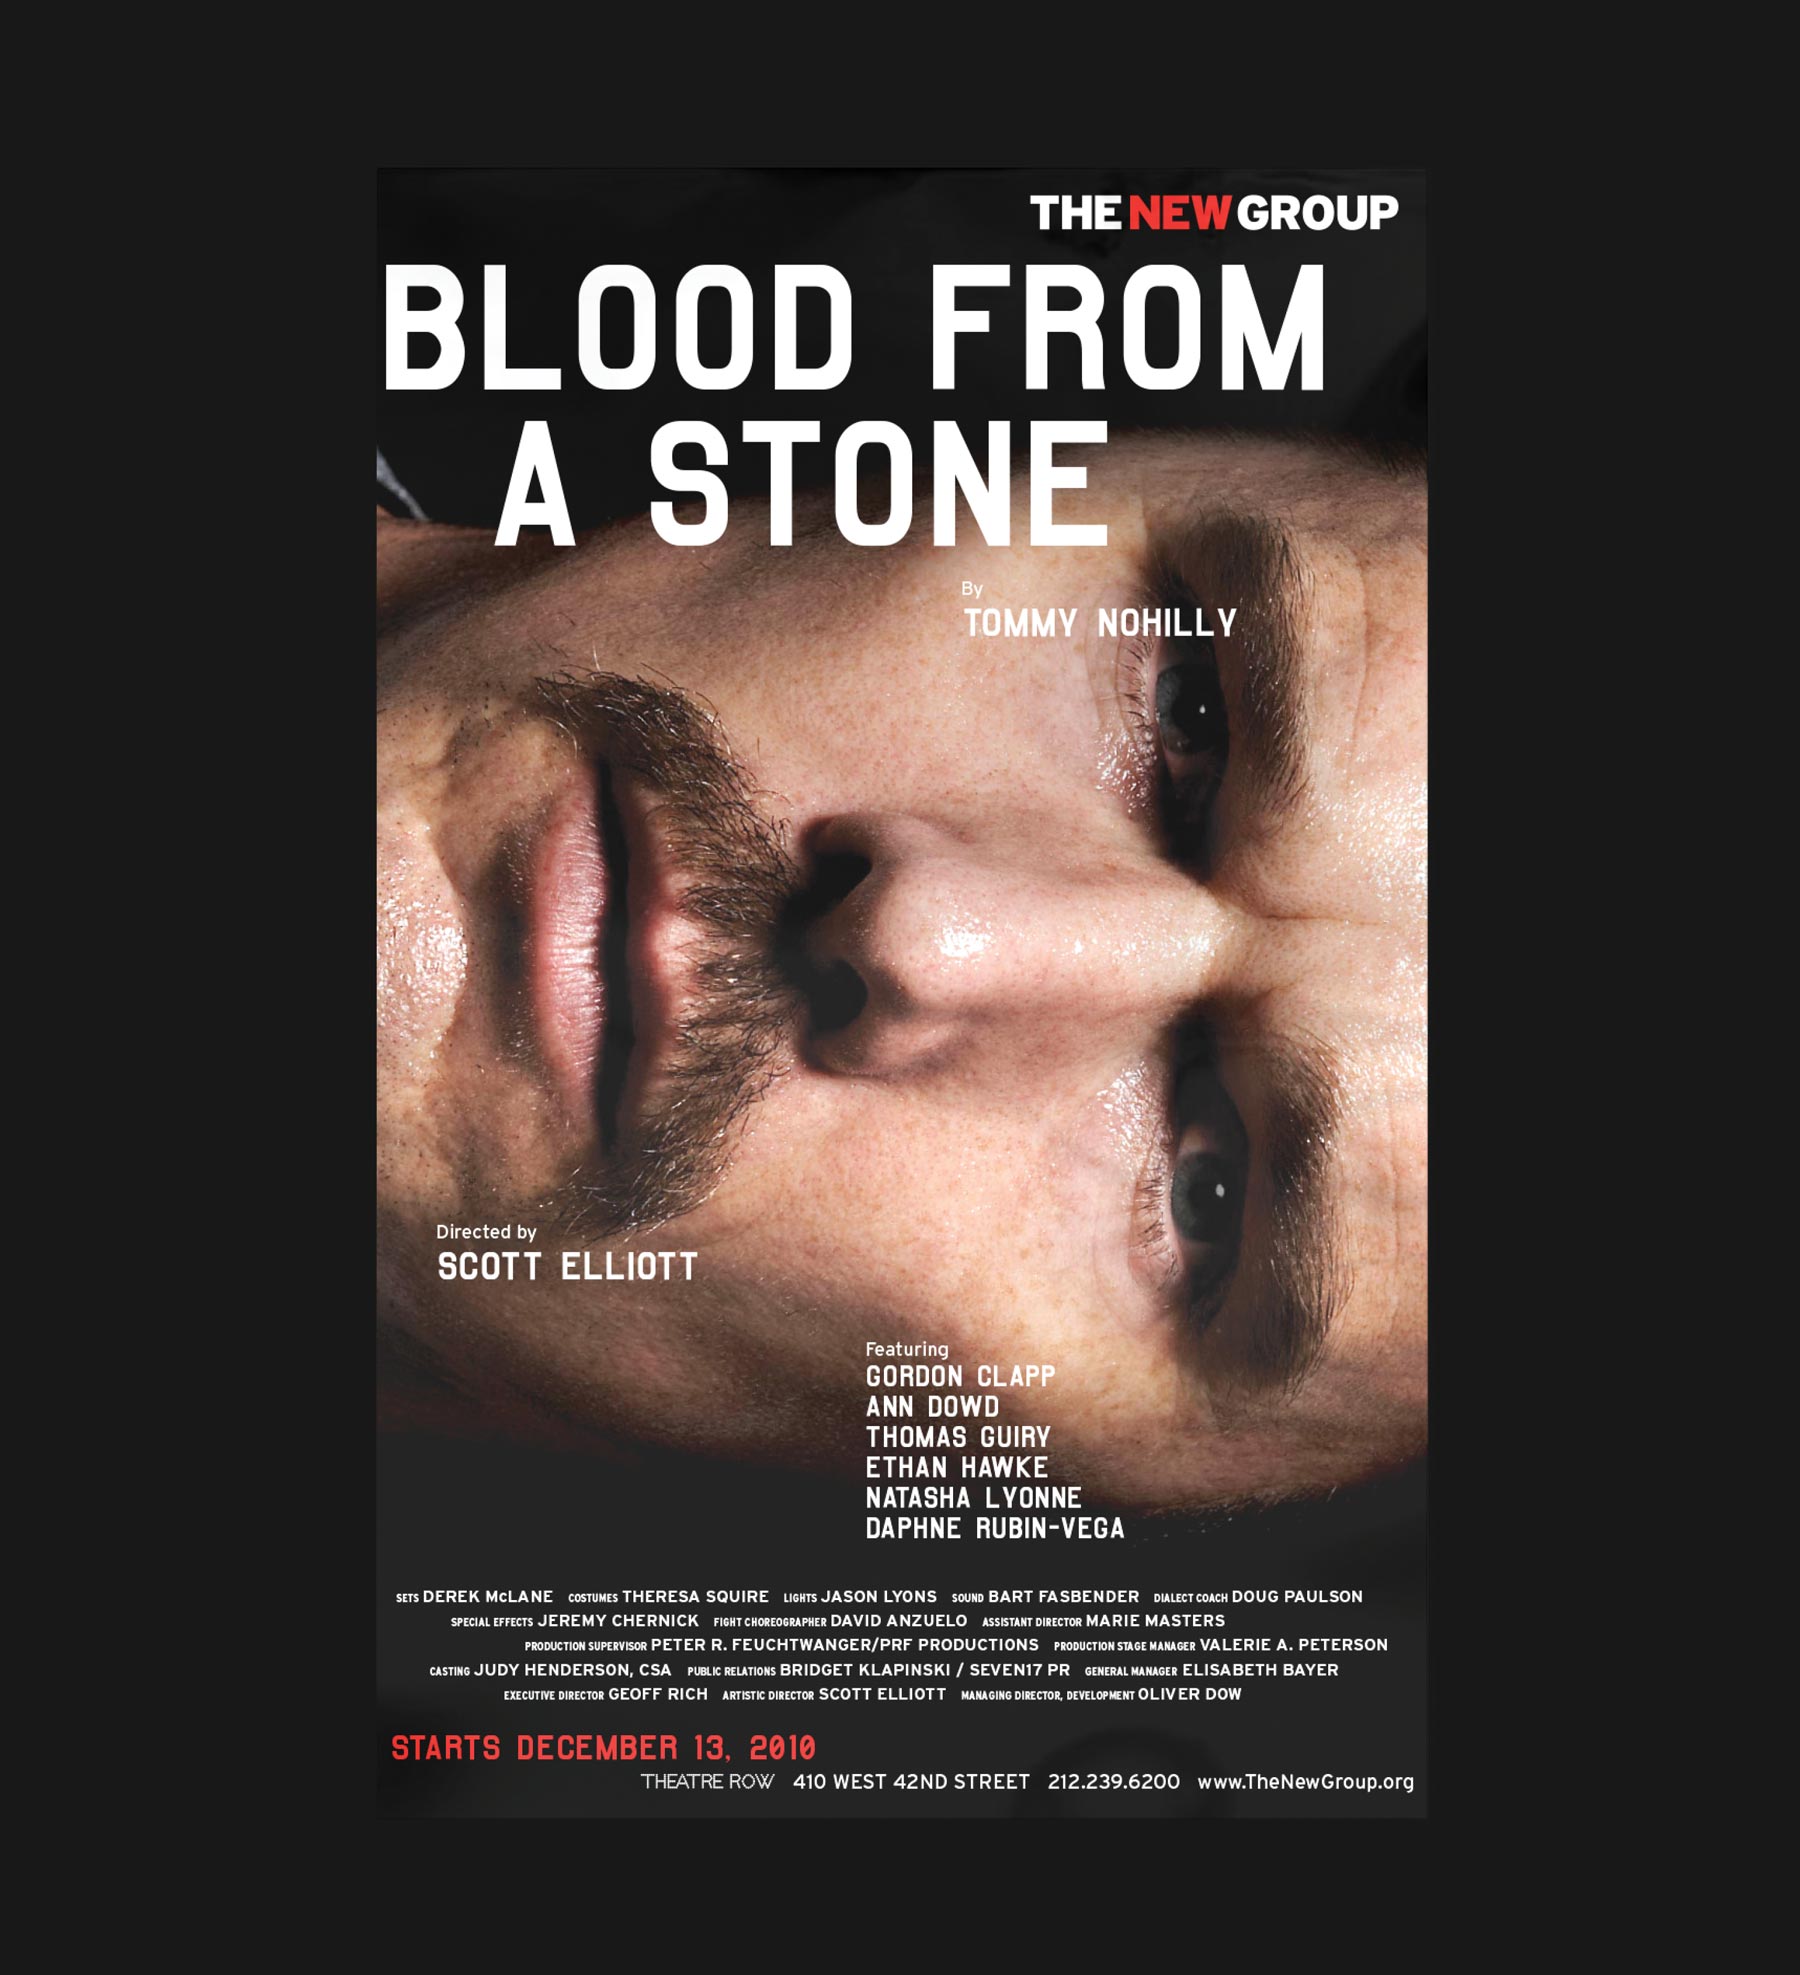 THE NEW GROUP
BLOOD FROM
A STONE
By
TOMMY NOHILLY
Directed by
SCOTT ELLIOTT
Featuring
GORDON CLAPP
ANN DOWD
THOMAS GUIRY
ETHAN HAWKE
NATASHA LYONNE
DAPHNE RUBIN-VEGA
SETS DEREK McLANE COSTUMES THERESA SQUIRE LIGHTS JASON LYONS SOUND BART FASBENDER DIALECT COACH DOUG PAULSON
SPECIAL EFFECTS JEREMY CHERNICK FIGHT CHOREOGRAPHER DAVID ANZUELO ASSISTANT DIRECTOR MARIE MASTERS
PRODUCTION SUPERVISOR PETER R. FEUCHTWANGER/PRF PRODUCTIONS PRODUCTION STAGE MANAGER VALERIE A. PETERSON
CASTING JUDY HENDERSON, CSA PUBLIC RELATIONS BRIDGET KLAPINSKI / SEVEN17 PR GENERAL MANAGER ELISABETH BAYER
EXECUTIVE DIRECTOR GEOFF RICH ARTISTIC DIRECTOR SCOTT ELLIOTT MANAGING DIRECTOR, DEVELOPMENT OLIVER DOW
STARTS DECEMBER 13, 2010
THEATRE ROW 410 WEST 42ND STREET 212.239.6200 www.TheNewGroup.org